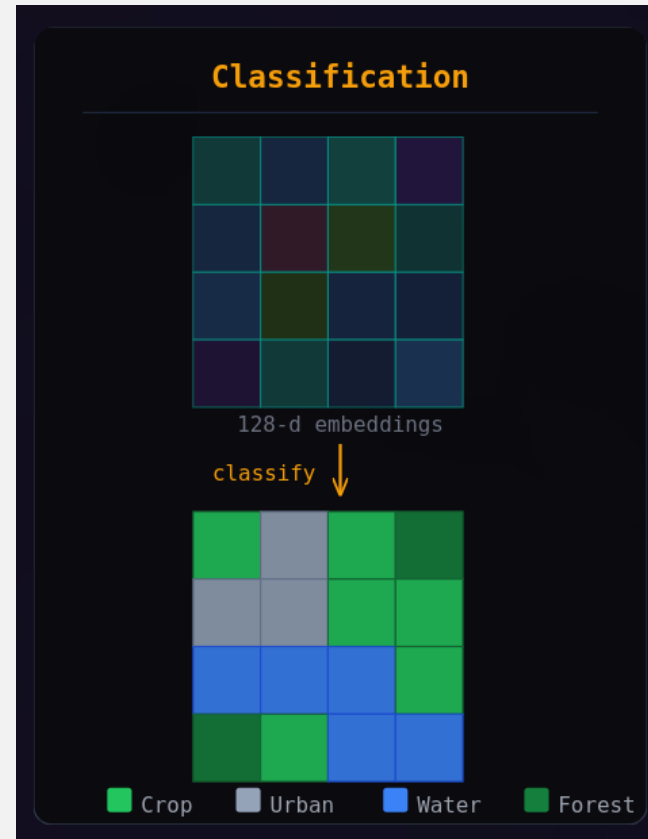 Classification
128-d embeddings
classify
Crop Urban Water Forest